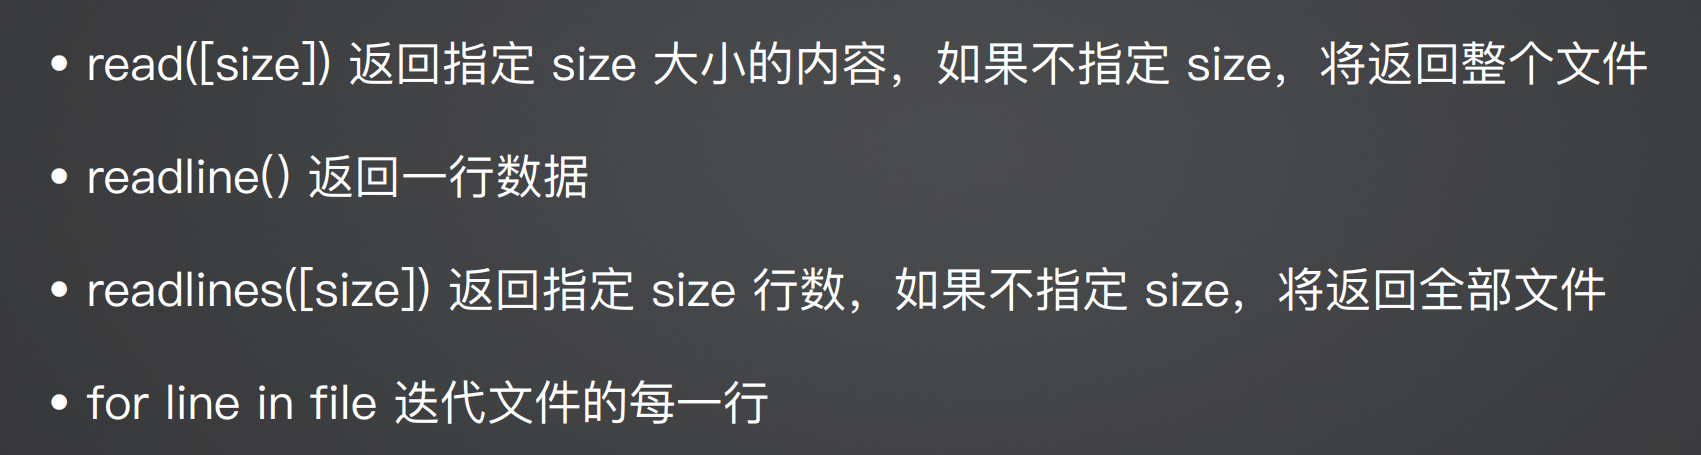 • read([size]) 返回指定 size 大小的内容，如果不指定 size，将返回整个文件
• readline() 返回一行数据
• readlines([size]) 返回指定 size 行数，如果不指定 size，将返回全部文件
• for line in file 迭代文件的每一行